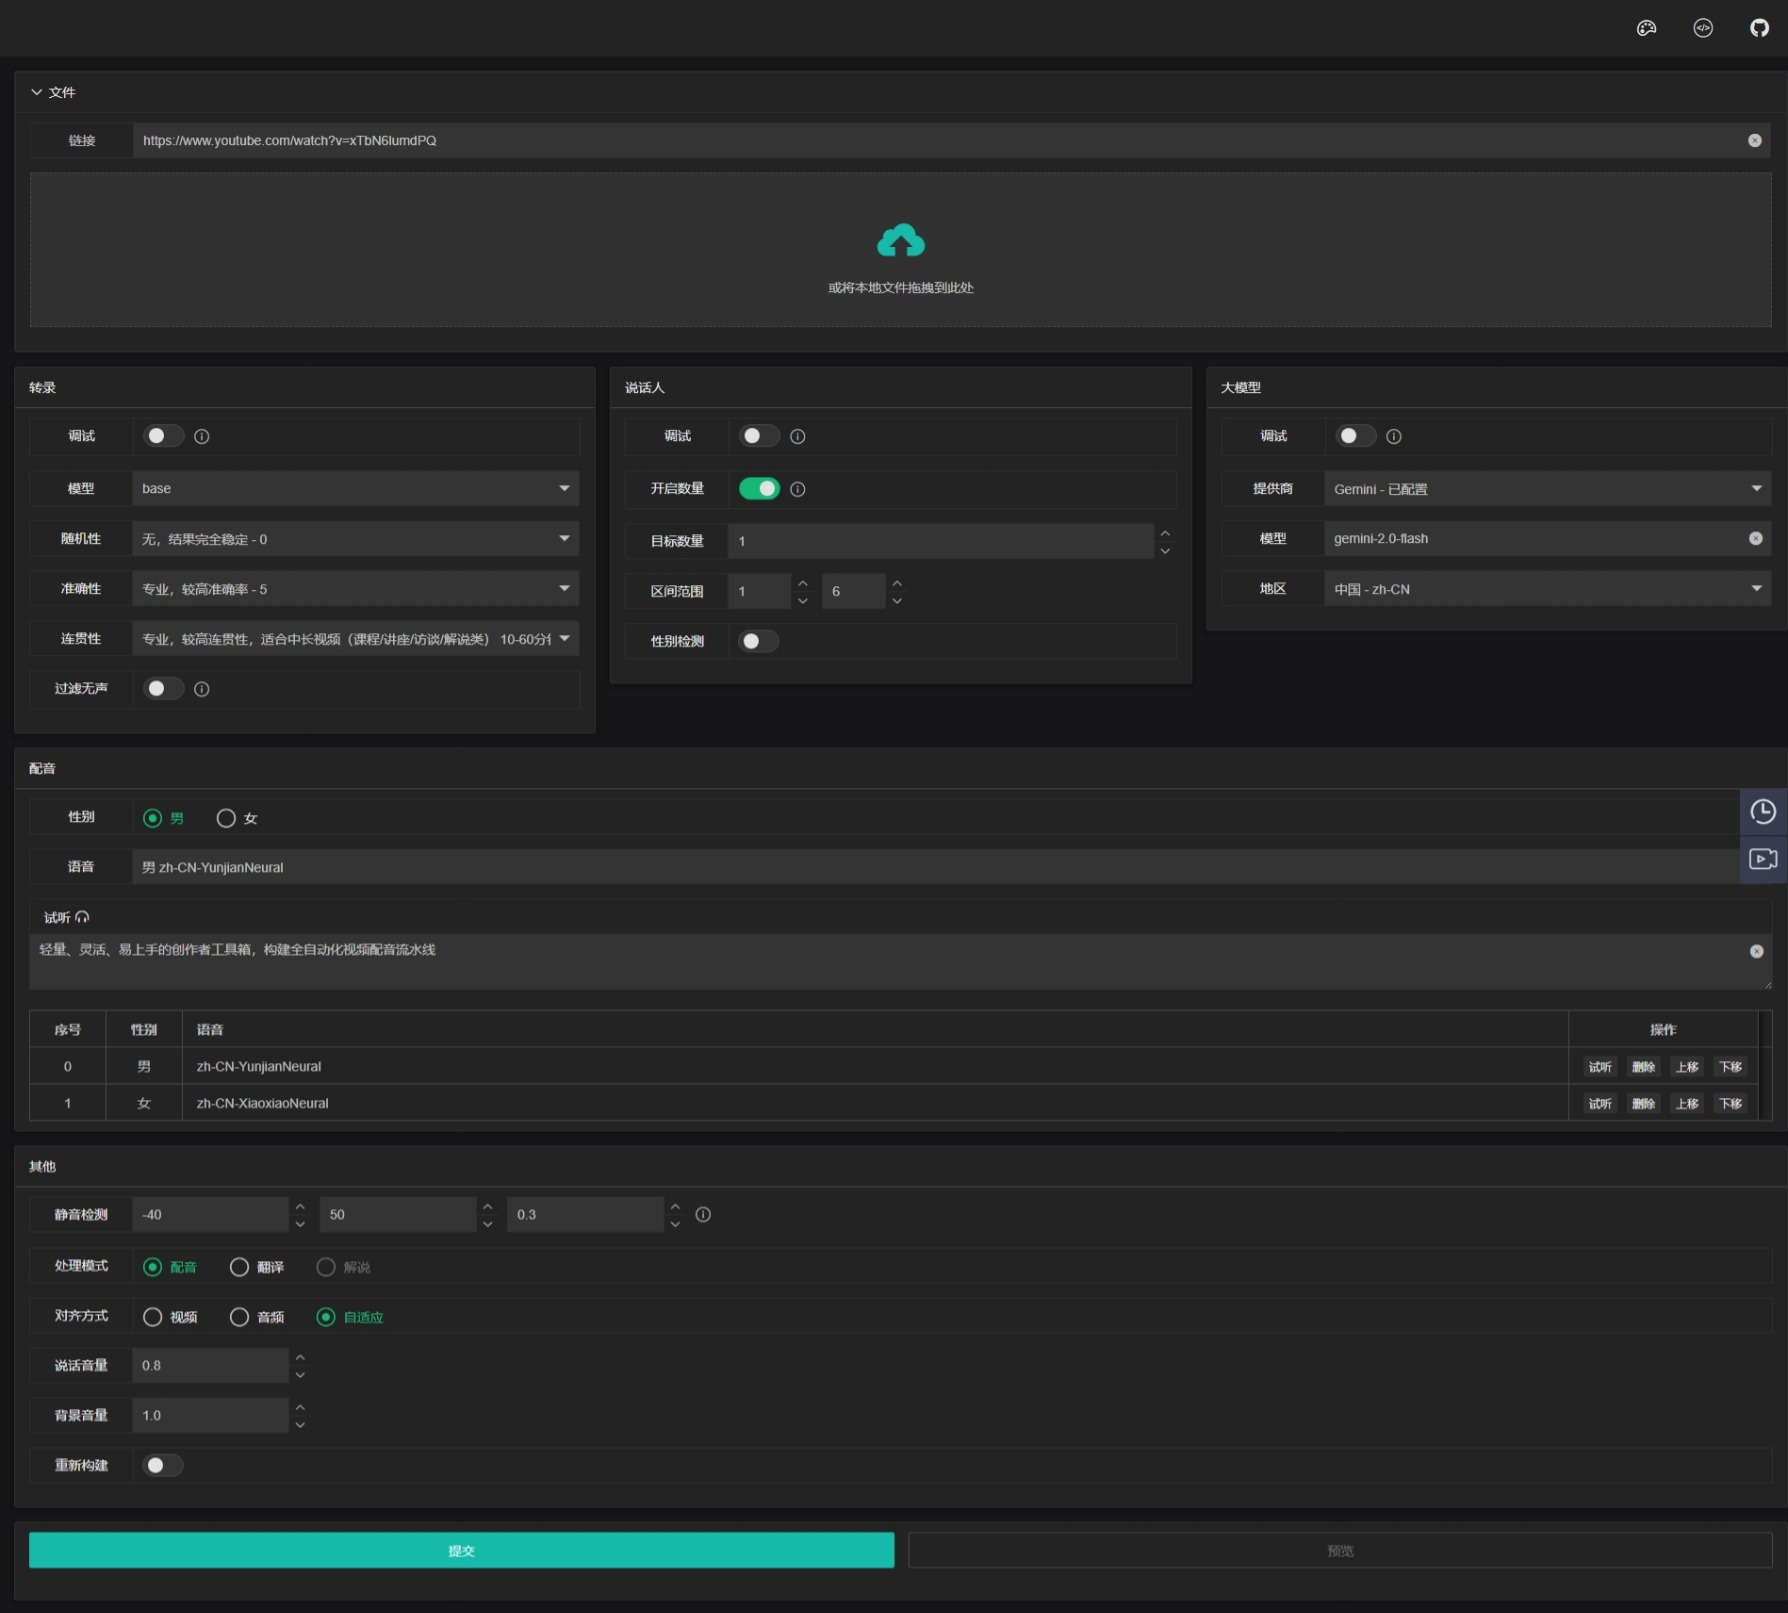 文件
链接 https://www.youtube.com/watch?v=xTbN6lumdPQ
或将本地文件拖拽到此处
转录
调试
模型 base
随机性 无，结果完全稳定 - 0
准确性 专业，较高准确率 - 5
连贯性 专业，较高连贯性，适合中长视频（课程/讲座/访谈/解说类） 10-60分
过滤无声
说话人
调试
开启数量
目标数量 1
区间范围 1 6
性别检测
大模型
调试
提供商 Gemini - 已配置
模型 gemini-2.0-flash
地区 中国 - zh-CN
配音
性别 男 女
语音 男 zh-CN-YunjianNeural
试听
轻量、灵活、易上手的创作者工具箱，构建全自动化视频配音流水线
序号 性别 语音 操作
0 男 zh-CN-YunjianNeural 试听 删除 上移 下移
1 女 zh-CN-XiaoxiaoNeural 试听 删除 上移 下移
其他
静音检测 -40 50 0.3
处理模式 配音 翻译 解说
对齐方式 视频 音频 自适应
说话音量 0.8
背景音量 1.0
重新构建
提交 预览